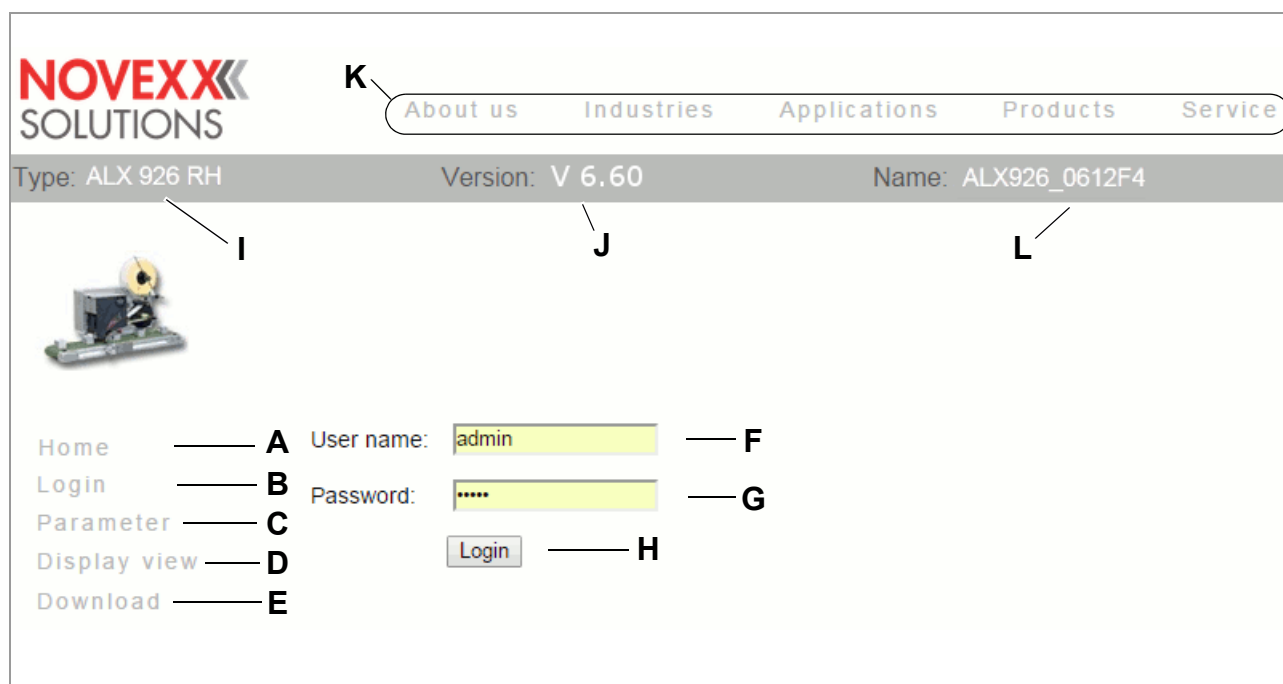 NOVEXX
SOLUTIONS
K
About us Industries Applications Products Service
Type: ALX 926 RH Version: V 6.60 Name: ALX926_0612F4
I J L
Home A User name: admin F
Login B Password: ••••• G
Parameter C
Display view D Login H
Download E